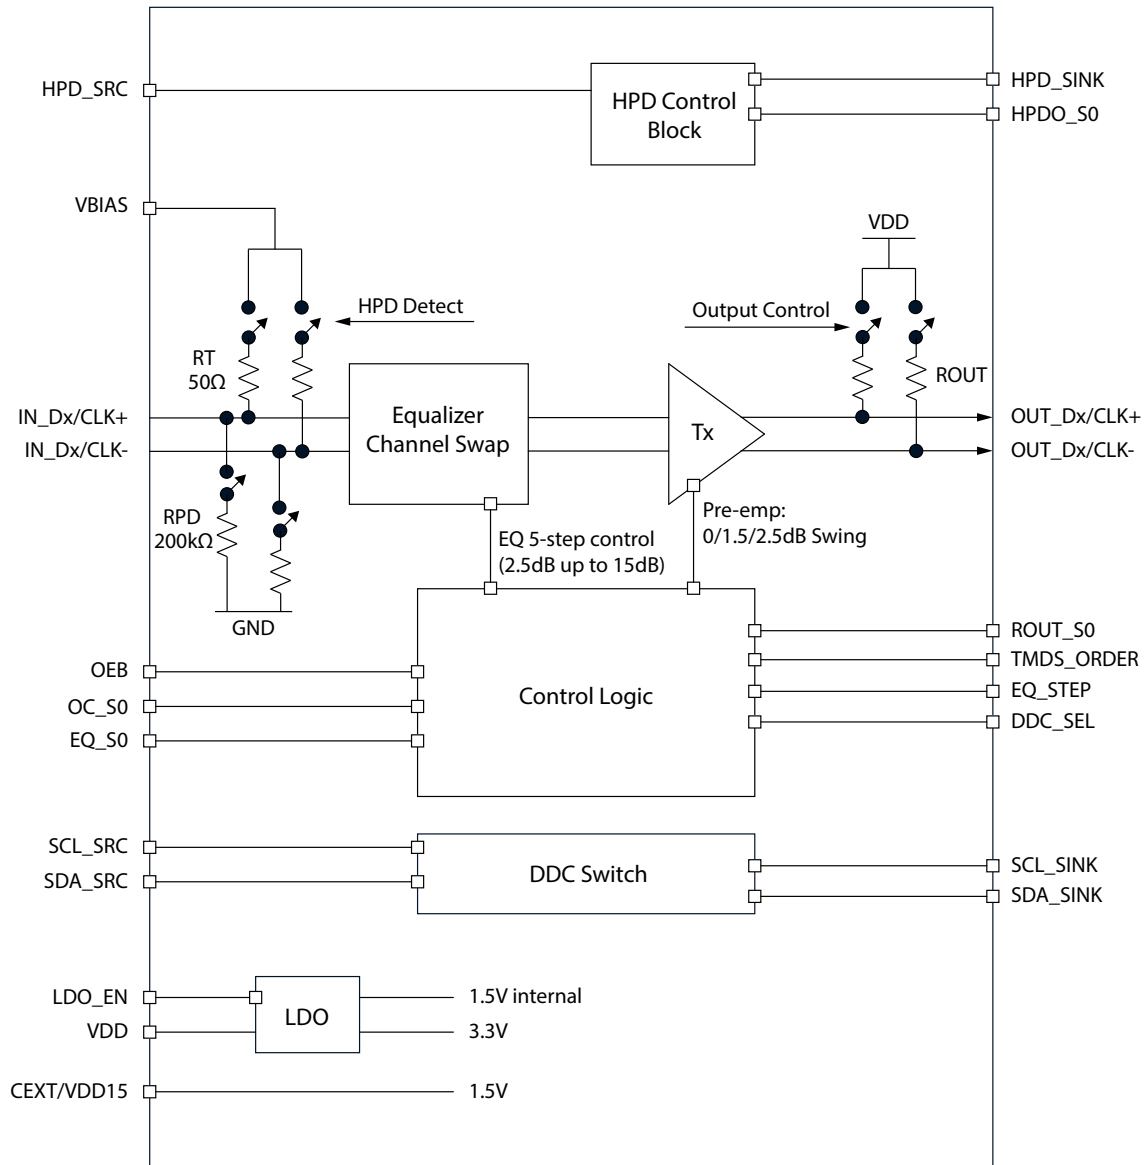 HPD_SRC
HPD Control
Block
HPD_SINK
HPDO_S0
VBIAS
VDD
HPD Detect
Output Control
RT
50Ω
ROUT
IN_Dx/CLK+
IN_Dx/CLK-
Equalizer
Channel Swap
Tx
OUT_Dx/CLK+
OUT_Dx/CLK-
RPD
200kΩ
GND
EQ 5-step control
(2.5dB up to 15dB)
Pre-emp:
0/1.5/2.5dB Swing
OEB
OC_S0
EQ_S0
Control Logic
ROUT_S0
TMDS_ORDER
EQ_STEP
DDC_SEL
SCL_SRC
SDA_SRC
DDC Switch
SCL_SINK
SDA_SINK
LDO_EN
VDD
LDO
1.5V internal
3.3V
CEXT/VDD15
1.5V